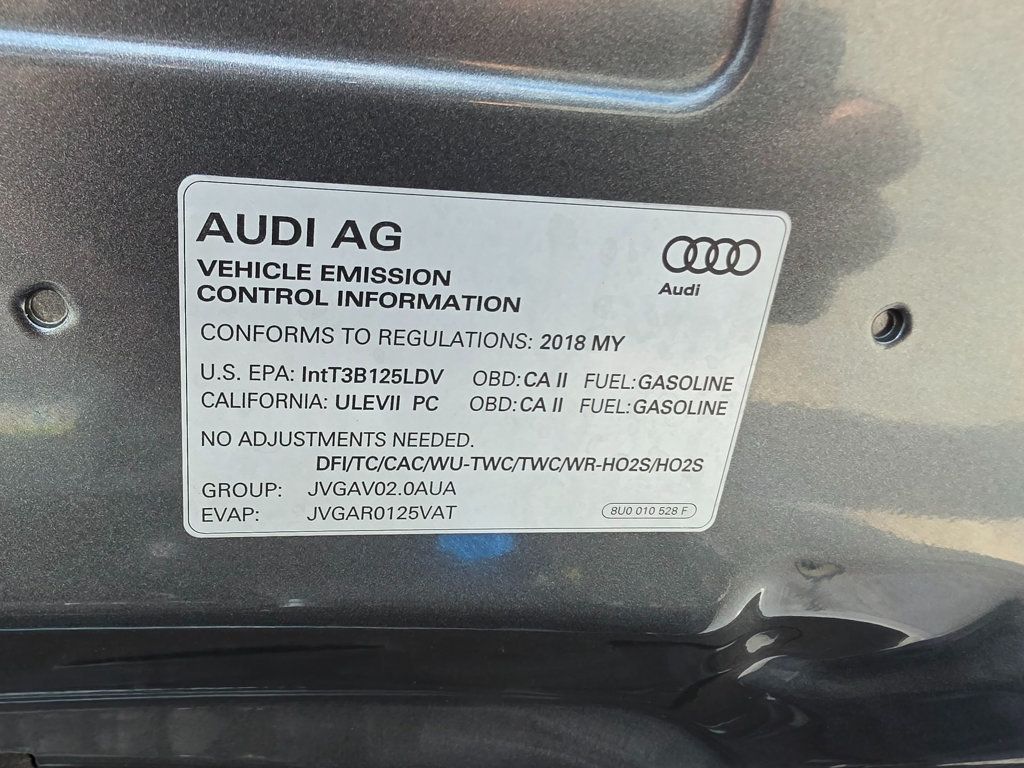 AUDI AG
Audi
VEHICLE EMISSION
CONTROL INFORMATION
CONFORMS TO REGULATIONS: 2018 MY
U.S. EPA: IntT3B125LDV OBD: CA II FUEL: GASOLINE
CALIFORNIA: ULEVII PC OBD: CA II FUEL: GASOLINE
NO ADJUSTMENTS NEEDED.
DFI/TC/CAC/WU-TWC/TWC/WR-HO2S/HO2S
GROUP: JVGAV02.0AUA
EVAP: JVGAR0125VAT
8U0 010 528 F